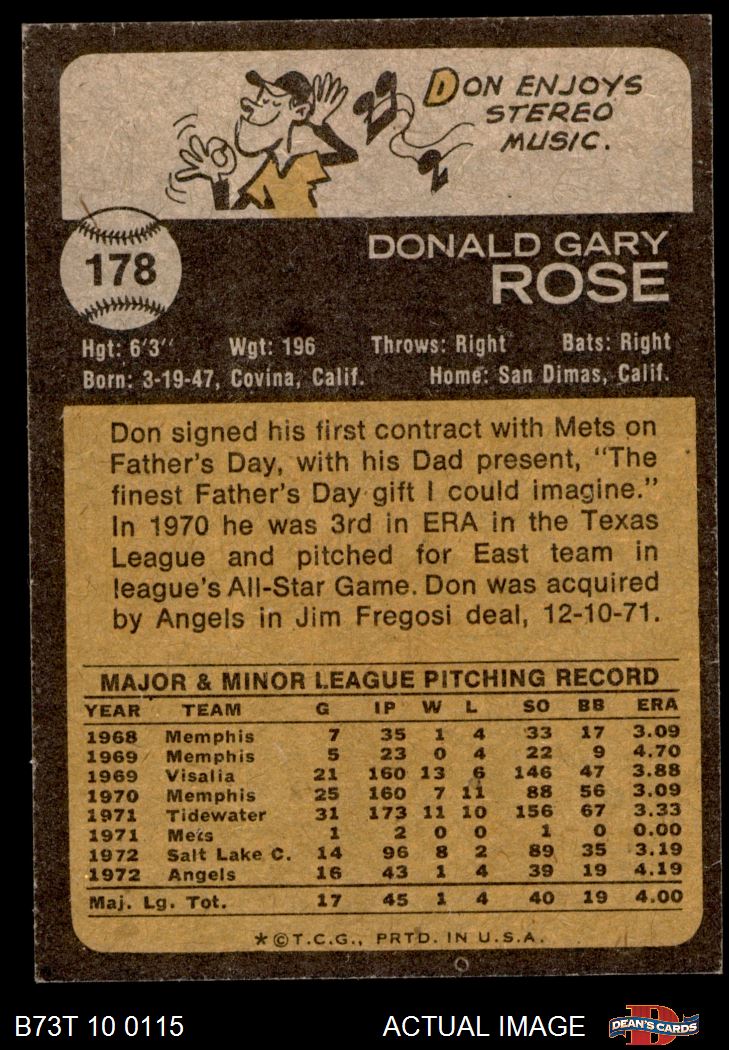 DON ENJOYS
STEREO
MUSIC.
178
DONALD GARY
ROSE
Hgt: 6'3" Wgt: 196 Throws: Right Bats: Right
Born: 3-19-47, Covina, Calif. Home: San Dimas, Calif.
Don signed his first contract with Mets on
Father's Day, with his Dad present, "The
finest Father's Day gift I could imagine."
In 1970 he was 3rd in ERA in the Texas
League and pitched for East team in
league's All-Star Game. Don was acquired
by Angels in Jim Fregosi deal, 12-10-71.
MAJOR & MINOR LEAGUE PITCHING RECORD
YEAR TEAM G IP W L SO BB ERA
1968 Memphis 7 35 1 4 33 17 3.09
1969 Memphis 5 23 0 4 22 9 4.70
1969 Visalia 21 160 13 6 146 47 3.88
1970 Memphis 25 160 7 11 88 56 3.09
1971 Tidewater 31 173 11 10 156 67 3.33
1971 Mets 1 2 0 0 1 0 0.00
1972 Salt Lake C. 14 96 8 2 89 35 3.19
1972 Angels 16 43 1 4 39 19 4.19
Maj. Lg. Tot. 17 45 1 4 40 19 4.00
*©T.C.G., PRTD. IN U.S.A.
B73T 10 0115 ACTUAL IMAGE DEAN'S CARDS